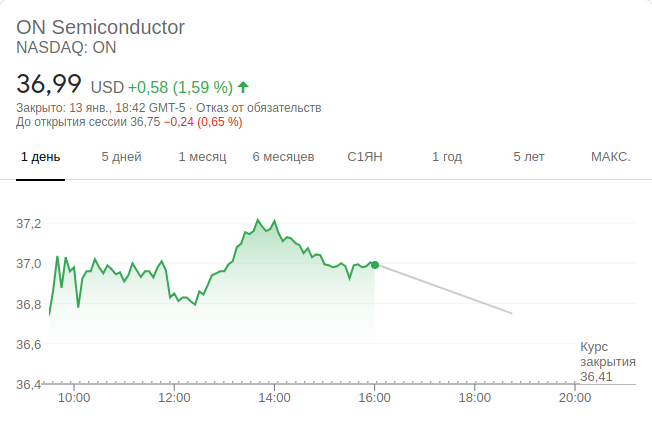 ON Semiconductor
NASDAQ: ON
36,99 USD +0,58 (1,59 %)
Закрыто: 13 янв., 18:42 GMT-5 · Отказ от обязательств
До открытия сессии 36,75 −0,24 (0,65 %)
1 день 5 дней 1 месяц 6 месяцев С1ЯН 1 год 5 лет МАКС.
37,2
37,0
36,8
36,6
Курс
закрытия
36,41
36,4
10:00 12:00 14:00 16:00 18:00 20:00